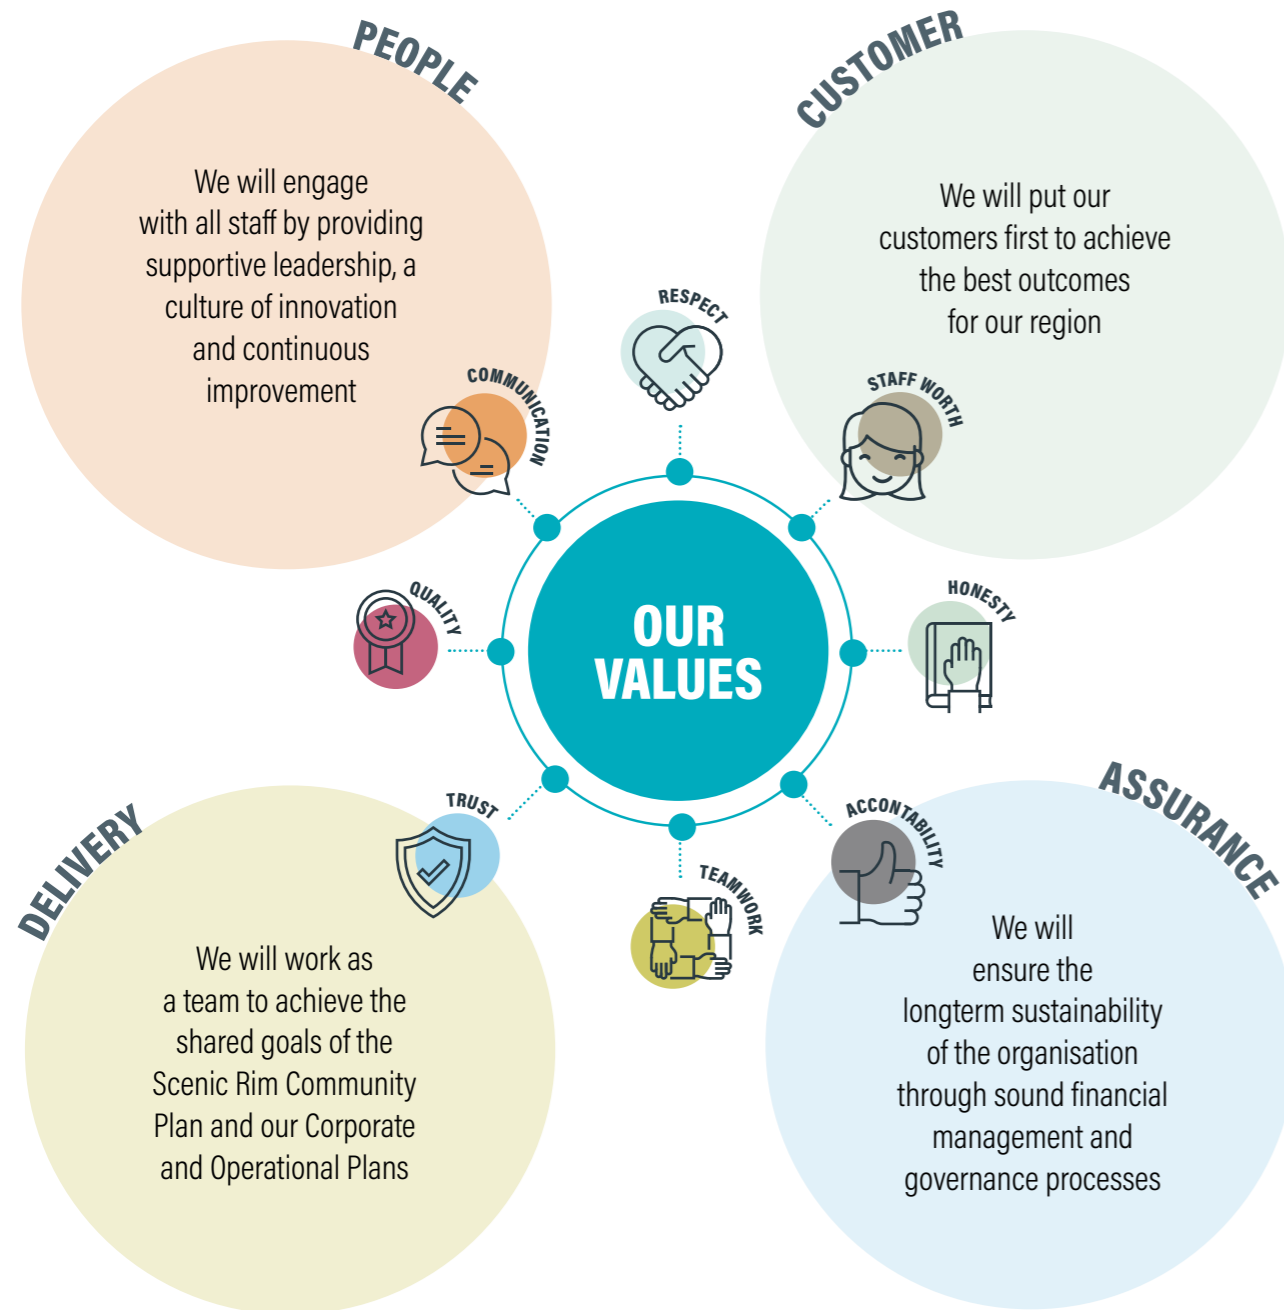 PEOPLE
We will engage
with all staff by providing
supportive leadership, a
culture of innovation
and continuous
improvement
CUSTOMER
We will put our
customers first to achieve
the best outcomes
for our region
RESPECT
COMMUNICATION
STAFF WORTH
QUALITY
HONESTY
OUR
VALUES
TRUST
ACCONTABILITY
TEAMWORK
DELIVERY
We will work as
a team to achieve the
shared goals of the
Scenic Rim Community
Plan and our Corporate
and Operational Plans
ASSURANCE
We will
ensure the
longterm sustainability
of the organisation
through sound financial
management and
governance processes